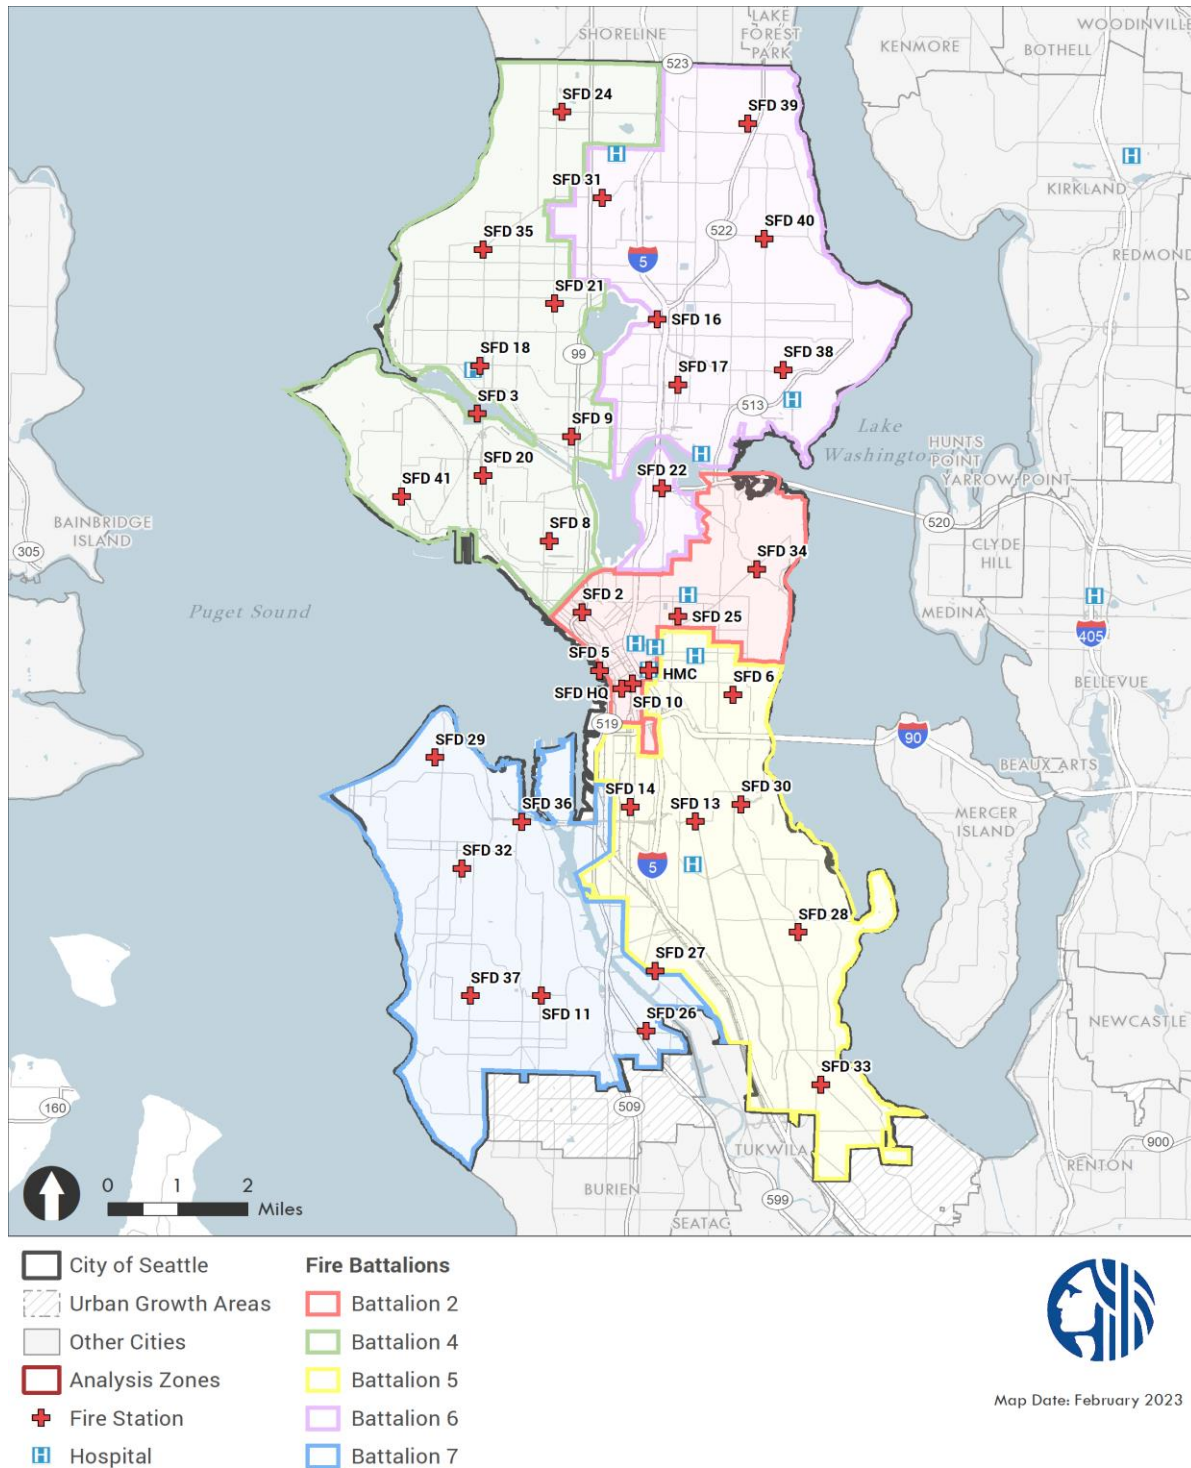 SHORELINE
LAKE
FOREST
PARK
WOODINVILLE
KENMORE
BOTHELL
523
SFD 24
SFD 39
KIRKLAND
SFD 31
522
SFD 40
REDMOND
SFD 35
5
SFD 21
SFD 16
SFD 18
99
SFD 38
SFD 17
SFD 3
513
SFD 9
Lake
Washington
HUNTS
POINT
YARROW POINT
SFD 20
SFD 22
SFD 41
520
BAINBRIDGE
ISLAND
305
SFD 8
CLYDE
HILL
SFD 34
Puget Sound
SFD 2
SFD 25
MEDINA
405
SFD 5
HMC
SFD 6
BELLEVUE
SFD HQ
SFD 10
519
90
SFD 29
BEAUX ARTS
SFD 36
SFD 14
SFD 13
SFD 30
MERCER
ISLAND
SFD 32
5
SFD 28
SFD 27
SFD 37
SFD 11
SFD 26
NEWCASTLE
SFD 33
160
509
TUKWILA
900
RENTON
BURIEN
599
SEATAC
0 1 2
Miles
City of Seattle
Urban Growth Areas
Other Cities
Analysis Zones
Fire Station
H Hospital
Fire Battalions
Battalion 2
Battalion 4
Battalion 5
Battalion 6
Battalion 7
Map Date: February 2023